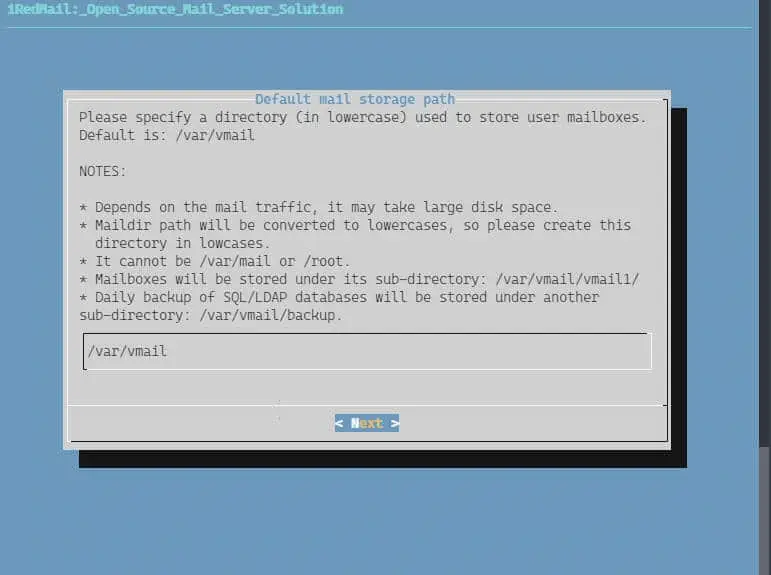 iRedMail:_Open_Source_Mail_Server_Solution
Default mail storage path
Please specify a directory (in lowercase) used to store user mailboxes.
Default is: /var/vmail
NOTES:
* Depends on the mail traffic, it may take large disk space.
* Maildir path will be converted to lowercases, so please create this
directory in lowcases.
* It cannot be /var/mail or /root.
* Mailboxes will be stored under its sub-directory: /var/vmail/vmail1/
* Daily backup of SQL/LDAP databases will be stored under another
sub-directory: /var/vmail/backup.
/var/vmail
< Next >